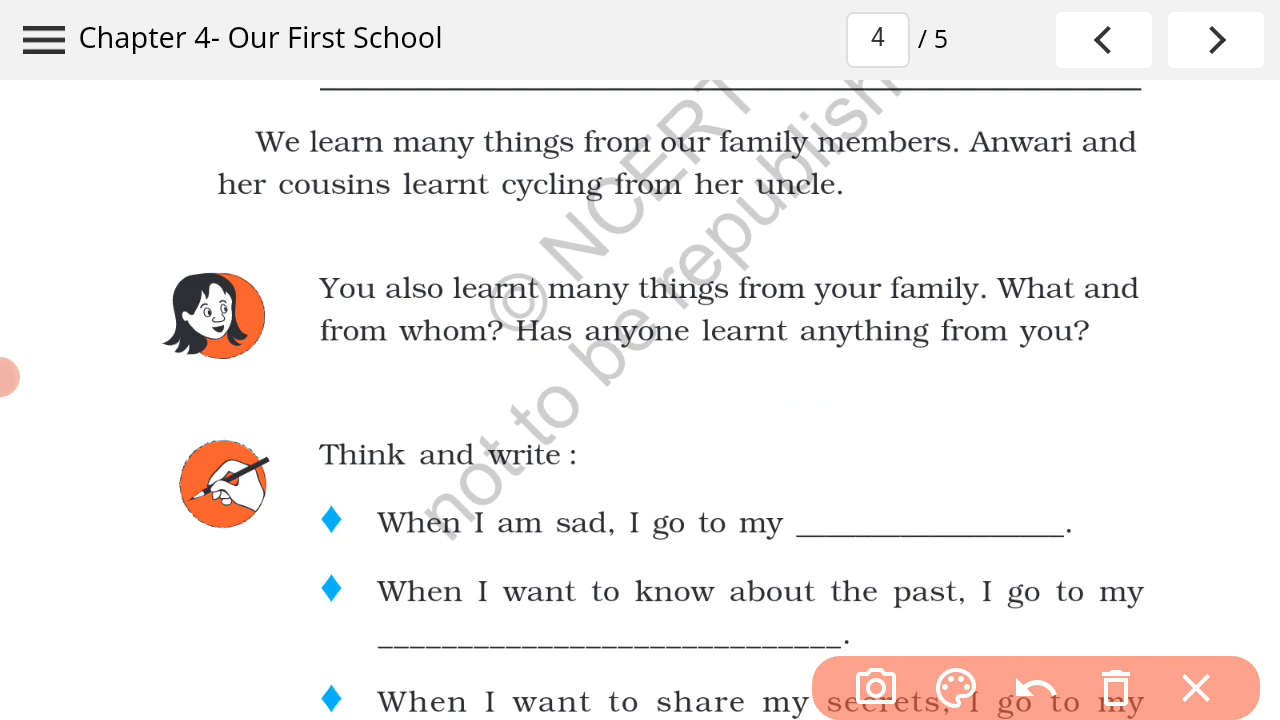 Chapter 4- Our First School
4 / 5
We learn many things from our family members. Anwari and
her cousins learnt cycling from her uncle.
You also learnt many things from your family. What and
from whom? Has anyone learnt anything from you?
Think and write :
When I am sad, I go to my __________________.
When I want to know about the past, I go to my
_____________________________.
When I want to share my secrets, I go to my
© NCERT
not to be republish